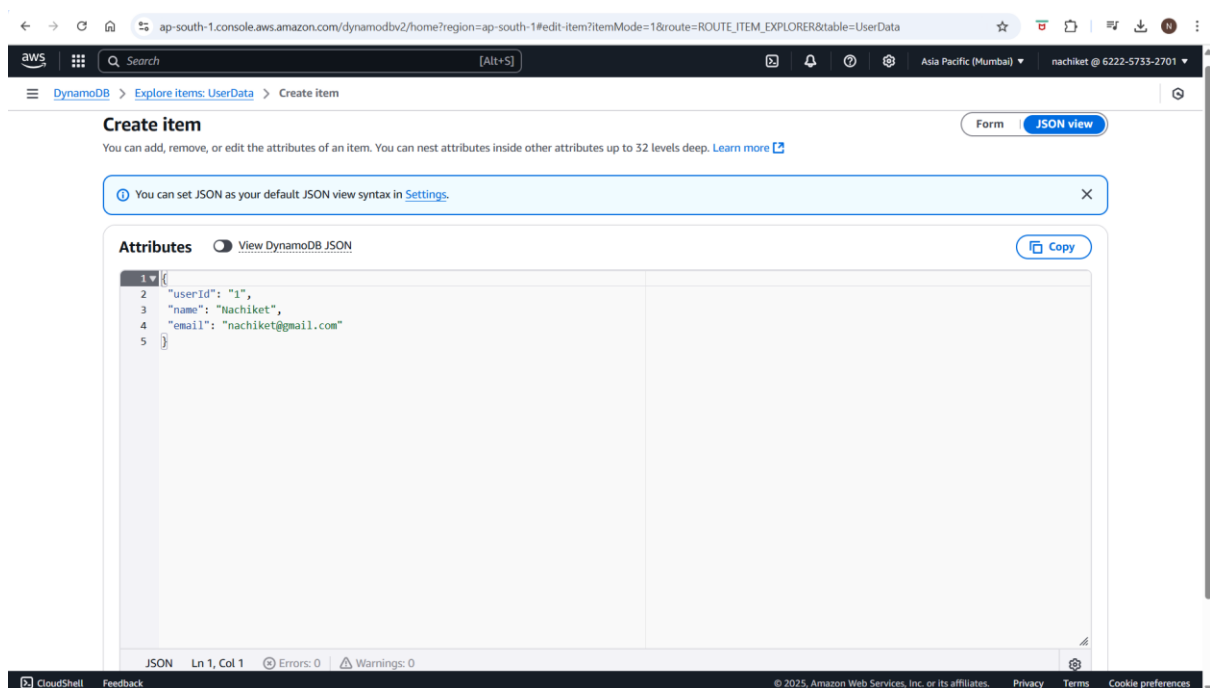 ap-south-1.console.aws.amazon.com/dynamodbv2/home?region=ap-south-1#edit-item?itemMode=1&route=ROUTE_ITEM_EXPLORER&table=UserData N
aws Search [Alt+S] Asia Pacific (Mumbai) ▼ nachiket @ 6222-5733-2701 ▼
DynamoDB > Explore items: UserData > Create item
Create item Form JSON view
You can add, remove, or edit the attributes of an item. You can nest attributes inside other attributes up to 32 levels deep. Learn more
You can set JSON as your default JSON view syntax in Settings.
Attributes View DynamoDB JSON Copy
1 {
2 "userId": "1",
3 "name": "Nachiket",
4 "email": "nachiket@gmail.com"
5 }
JSON Ln 1, Col 1 Errors: 0 Warnings: 0
CloudShell Feedback © 2025, Amazon Web Services, Inc. or its affiliates. Privacy Terms Cookie preferences